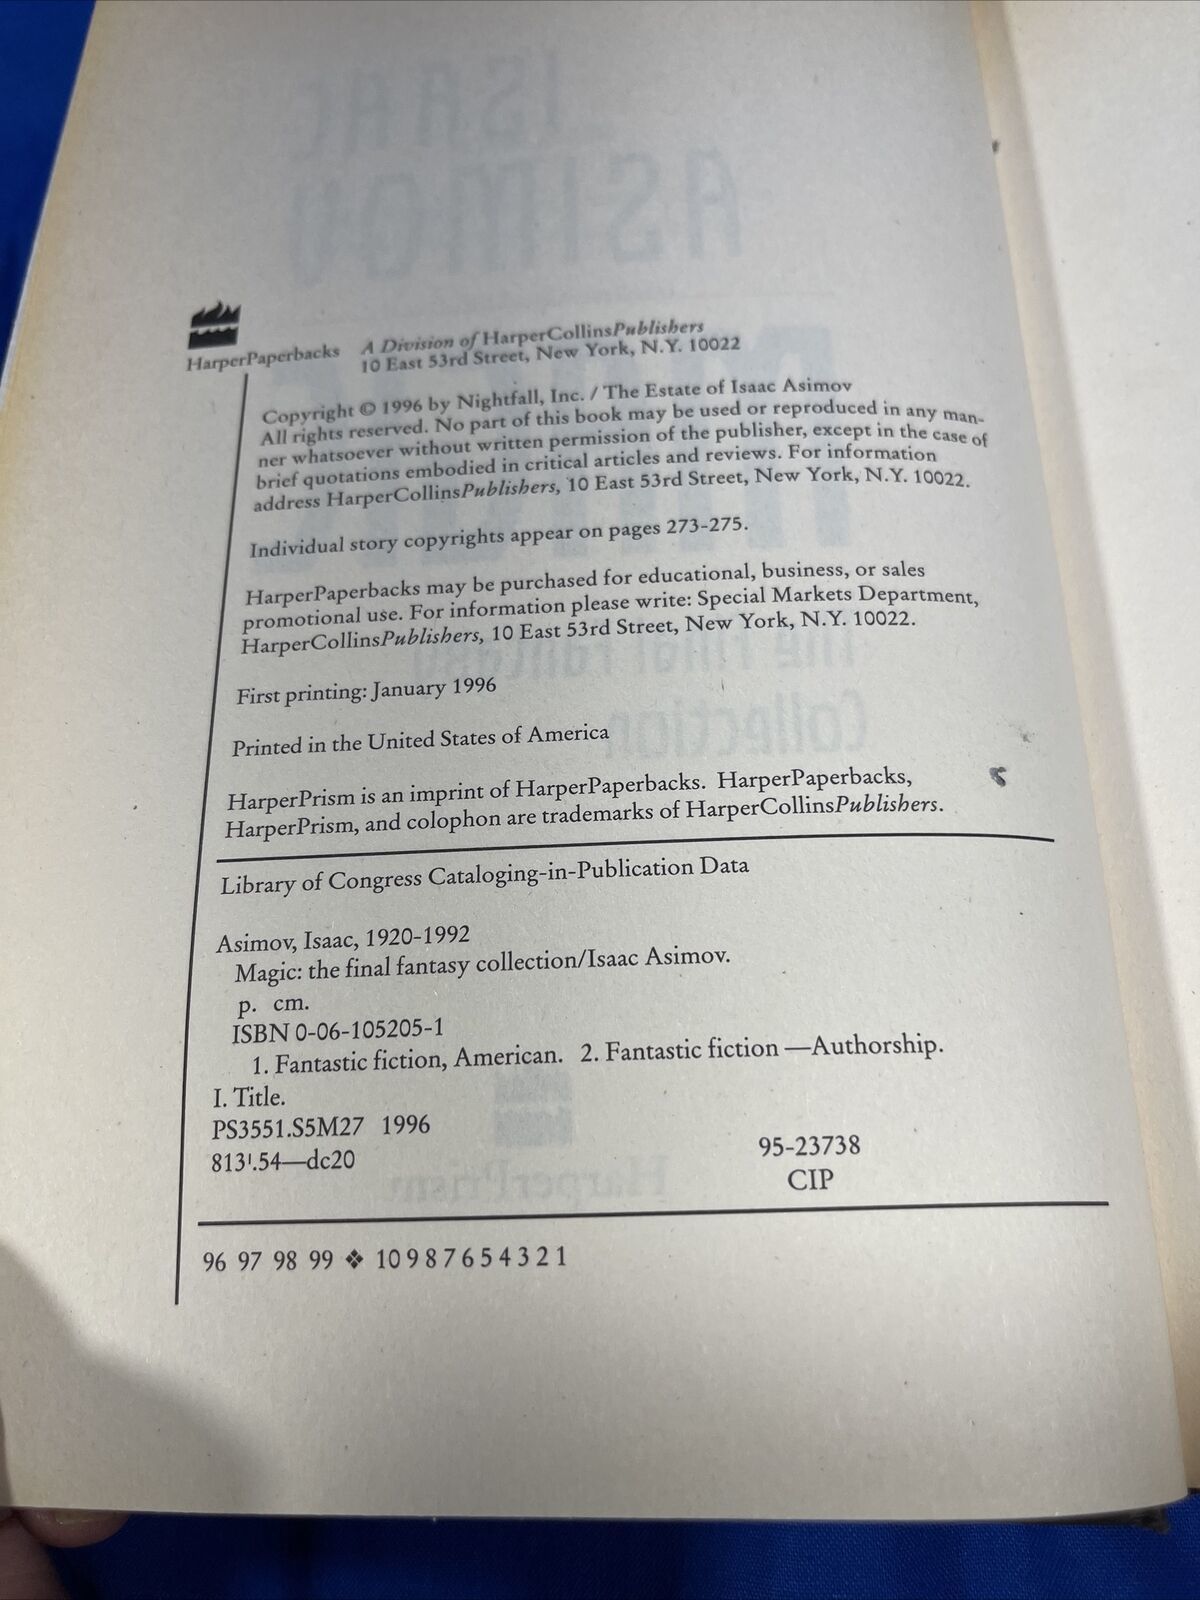 HarperPaperbacks
A Division of HarperCollinsPublishers
10 East 53rd Street, New York, N.Y. 10022
Copyright © 1996 by Nightfall, Inc. / The Estate of Isaac Asimov
All rights reserved. No part of this book may be used or reproduced in any man-
ner whatsoever without written permission of the publisher, except in the case of
brief quotations embodied in critical articles and reviews. For information
address HarperCollinsPublishers, 10 East 53rd Street, New York, N.Y. 10022.
Individual story copyrights appear on pages 273-275.
HarperPaperbacks may be purchased for educational, business, or sales
promotional use. For information please write: Special Markets Department,
HarperCollinsPublishers, 10 East 53rd Street, New York, N.Y. 10022.
First printing: January 1996
Printed in the United States of America
HarperPrism is an imprint of HarperPaperbacks. HarperPaperbacks,
HarperPrism, and colophon are trademarks of HarperCollinsPublishers.
Library of Congress Cataloging-in-Publication Data
Asimov, Isaac, 1920-1992
Magic: the final fantasy collection/Isaac Asimov.
p. cm.
ISBN 0-06-105205-1
1. Fantastic fiction, American. 2. Fantastic fiction —Authorship.
I. Title.
PS3551.S5M27 1996
813'.54—dc20
95-23738
CIP
96 97 98 99 ❖ 10 9 8 7 6 5 4 3 2 1